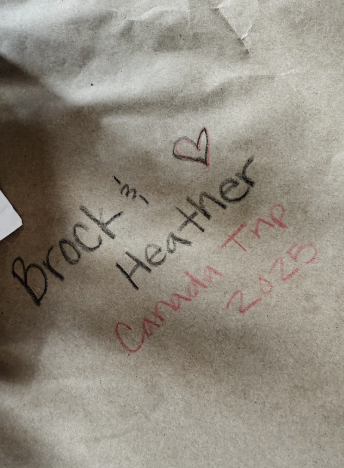 Brock &
Heather
Canada Trip
2025